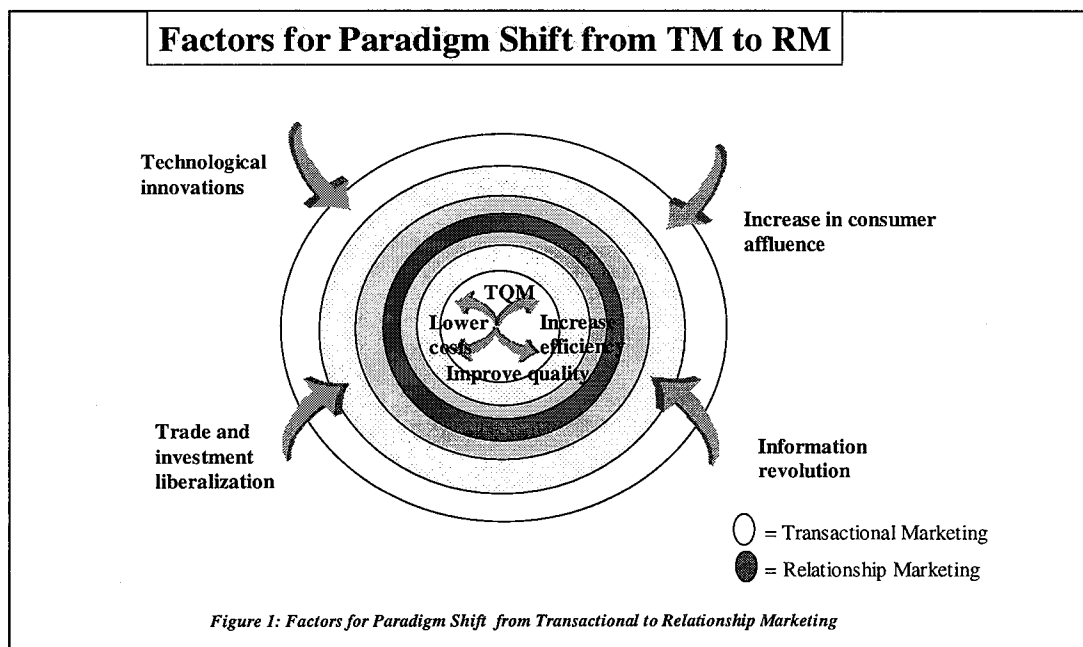 Factors for Paradigm Shift from TM to RM
Technological
innovations
Increase in consumer
affluence
TQM
Lower
costs
Increase
efficiency
Improve quality
Trade and
investment
liberalization
Information
revolution
= Transactional Marketing
= Relationship Marketing
Figure 1: Factors for Paradigm Shift from Transactional to Relationship Marketing